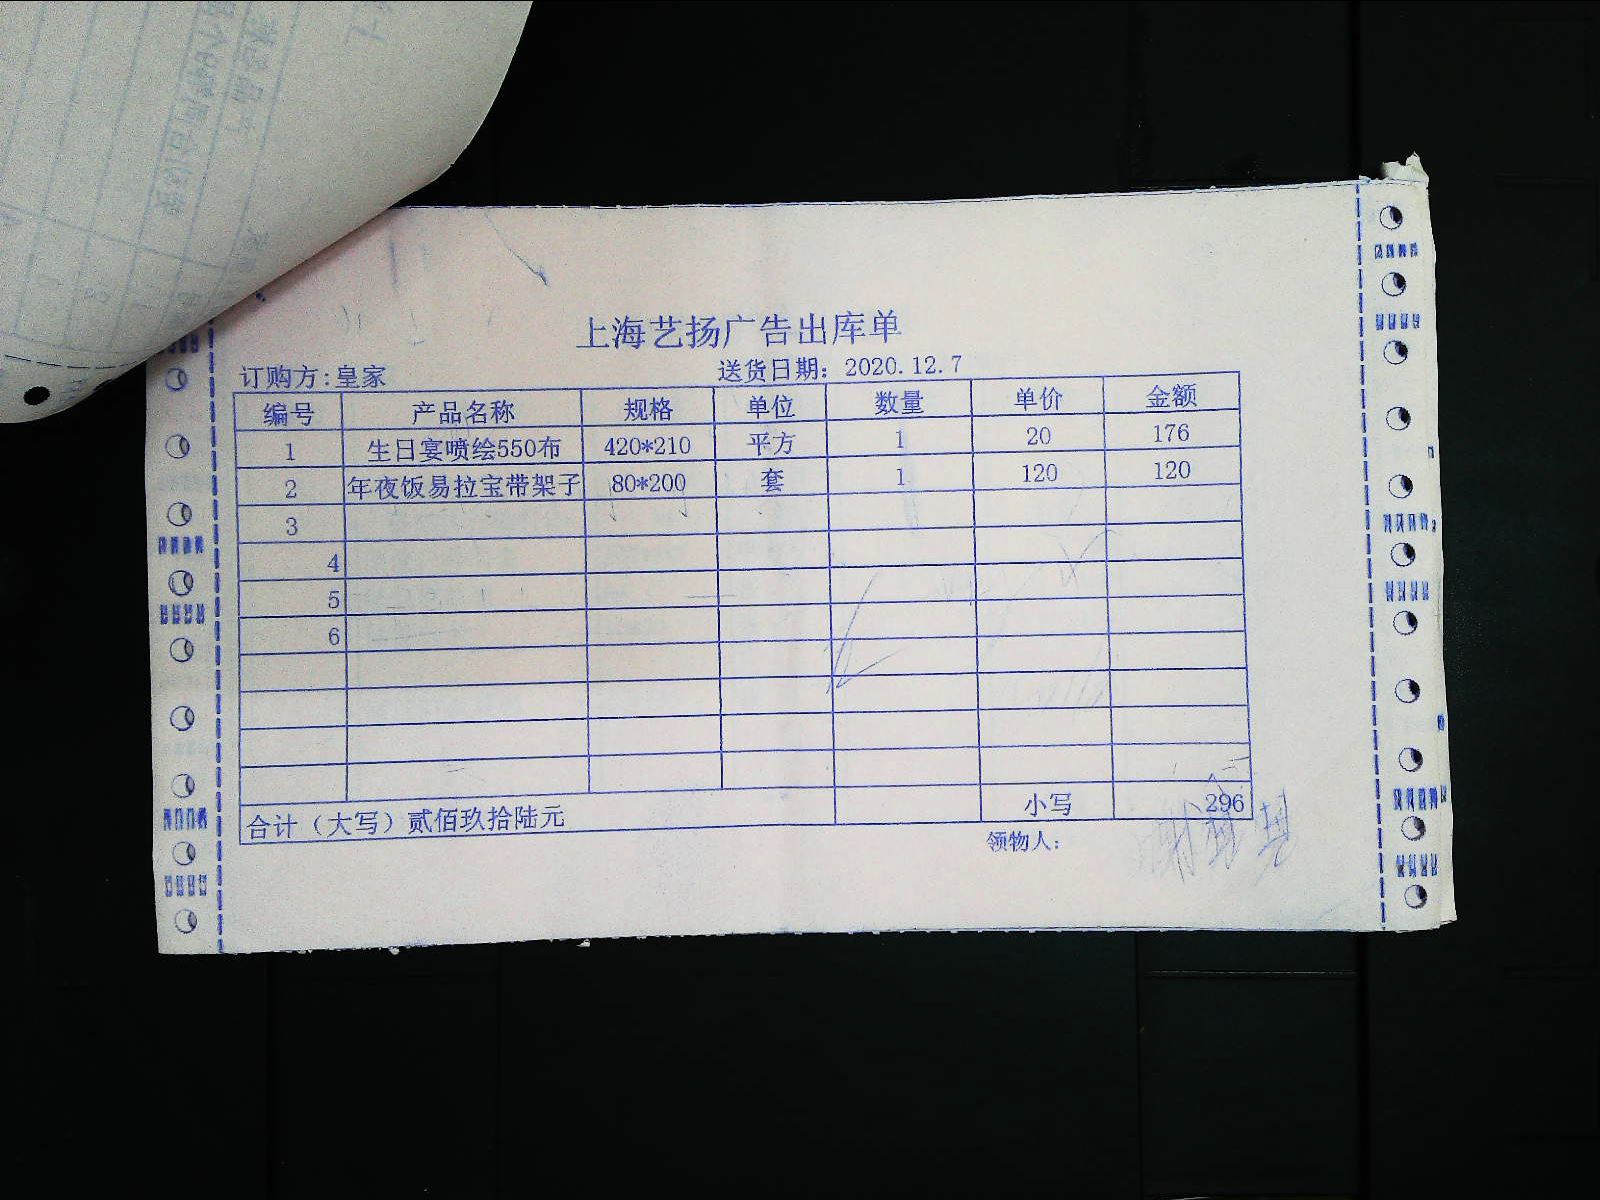 上海艺扬广告出库单
订购方:皇家 送货日期：2020.12.7
编号 产品名称 规格 单位 数量 单价 金额
1 生日宴喷绘550布 420*210 平方 1 20 176
2 年夜饭易拉宝带架子 80*200 套 1 120 120
3
4
5
6
合计（大写）贰佰玖拾陆元 小写 296
领物人: